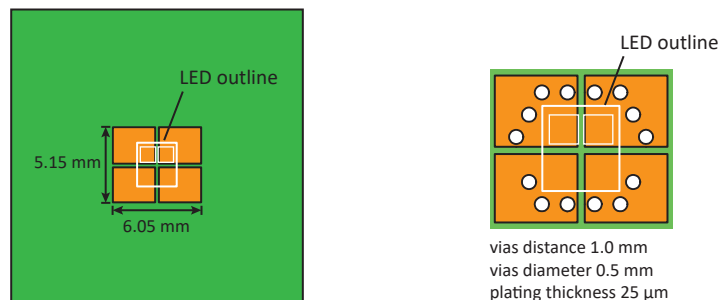 LED outline
5.15 mm
6.05 mm
LED outline
vias distance 1.0 mm
vias diameter 0.5 mm
plating thickness 25 µm